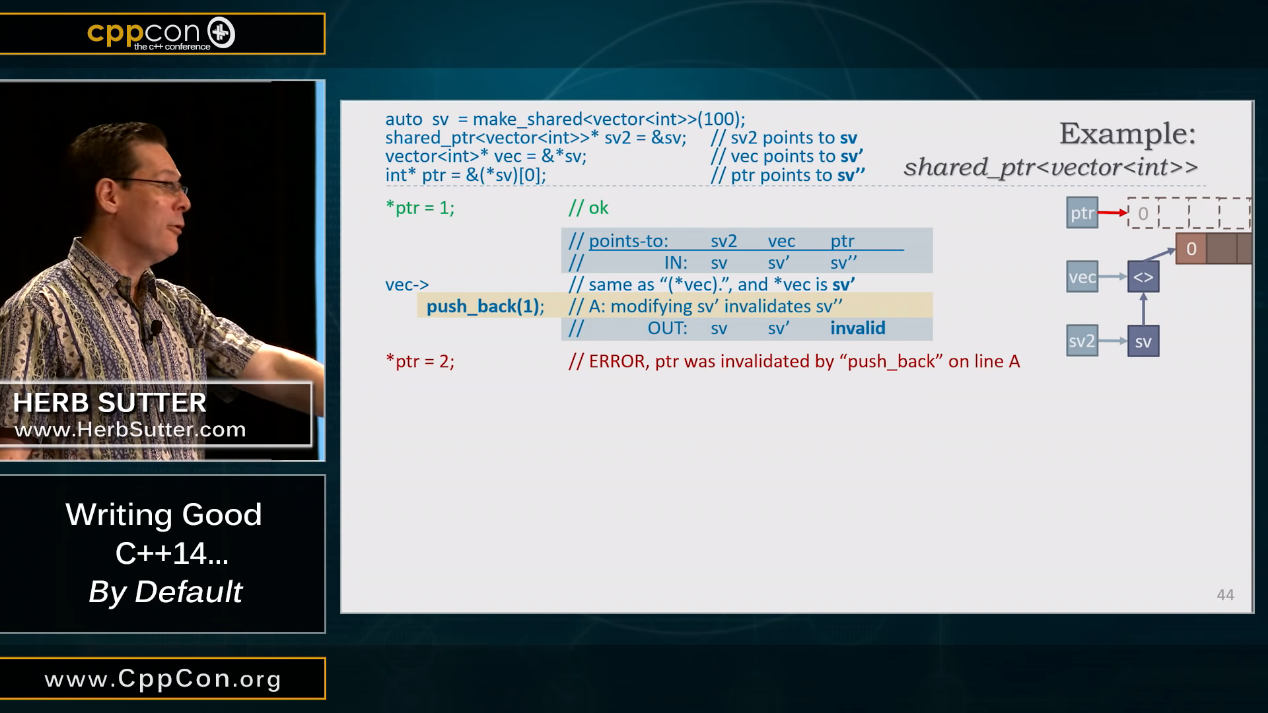 cppcon
the c++ conference
HERB SUTTER
www.HerbSutter.com
Writing Good
C++14...
By Default
www.CppCon.org
Example:
shared_ptr<vector<int>>
auto sv = make_shared<vector<int>>(100);
shared_ptr<vector<int>>* sv2 = &sv; // sv2 points to sv
vector<int>* vec = &*sv; // vec points to sv’
int* ptr = &(*sv)[0]; // ptr points to sv’’
*ptr = 1; // ok
// points-to: sv2 vec ptr
// IN: sv sv’ sv’’
vec-> // same as “(*vec).”, and *vec is sv’
push_back(1); // A: modifying sv’ invalidates sv’’
// OUT: sv sv’ invalid
*ptr = 2; // ERROR, ptr was invalidated by “push_back” on line A
ptr 0
0
vec <>
sv2 sv
44